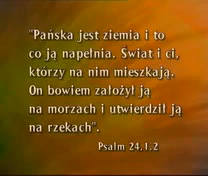 "Pańska jest ziemia i to
co ją napełnia. Świat i ci,
którzy na nim mieszkają.
On bowiem założył ją
na morzach i utwierdził ją
na rzekach".
Psalm 24,1.2